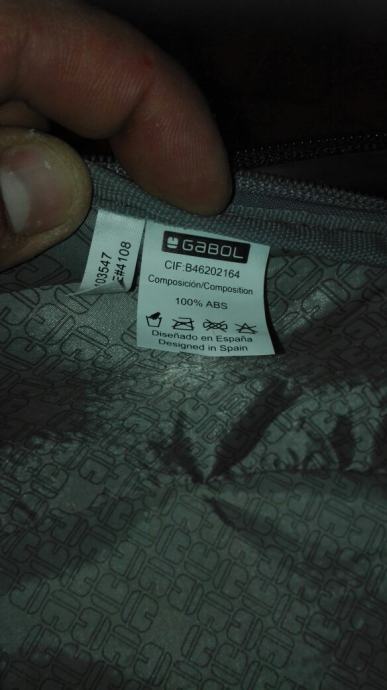 GABOL
CIF:B46202164
Composición/Composition
100% ABS
Diseñado en España
Designed in Spain
03547
#4108